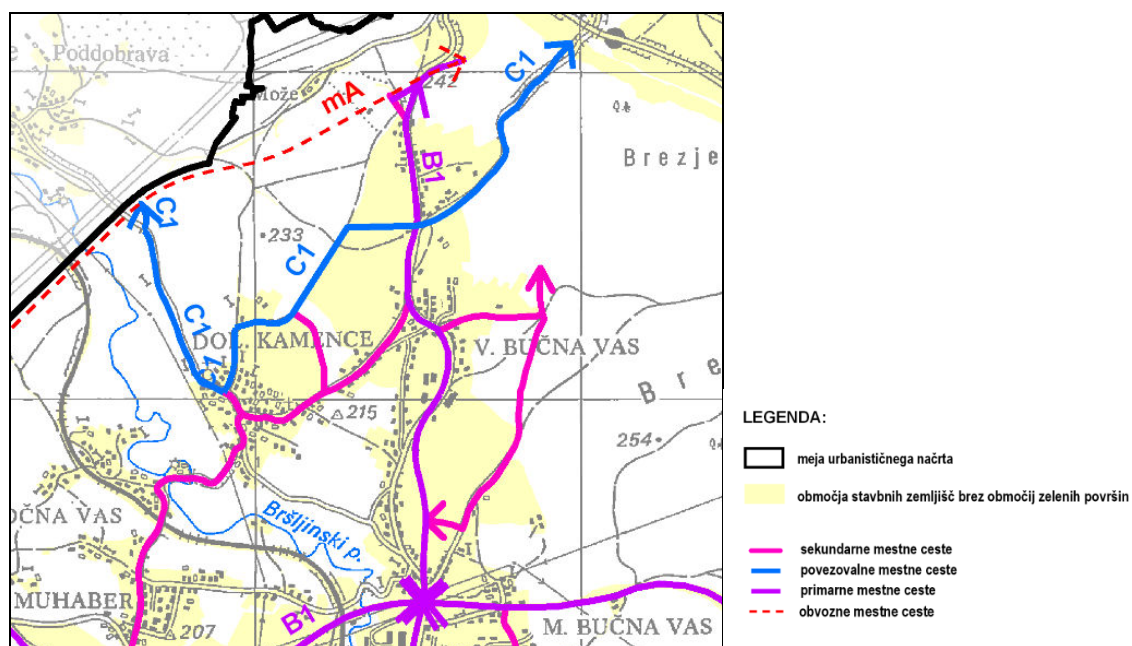 Poddobrava
Može
mA
242
C1
B1
Brezje
C1
233
C1
C1
DOL. KAMENCE
V. BUČNA VAS
Bre
215
254
OČNA VAS
Bršljinski p.
MUHABER
B1
207
M. BUČNA VAS
LEGENDA:
meja urbanističnega načrta
območja stavbnih zemljišč brez območij zelenih površin
sekundarne mestne ceste
povezovalne mestne ceste
primarne mestne ceste
obvozne mestne ceste